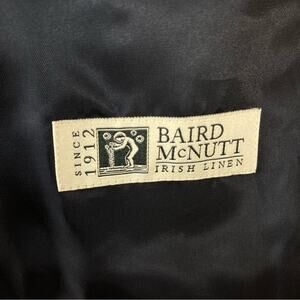 SINCE
1912
BAIRD
McNUTT
IRISH LINEN